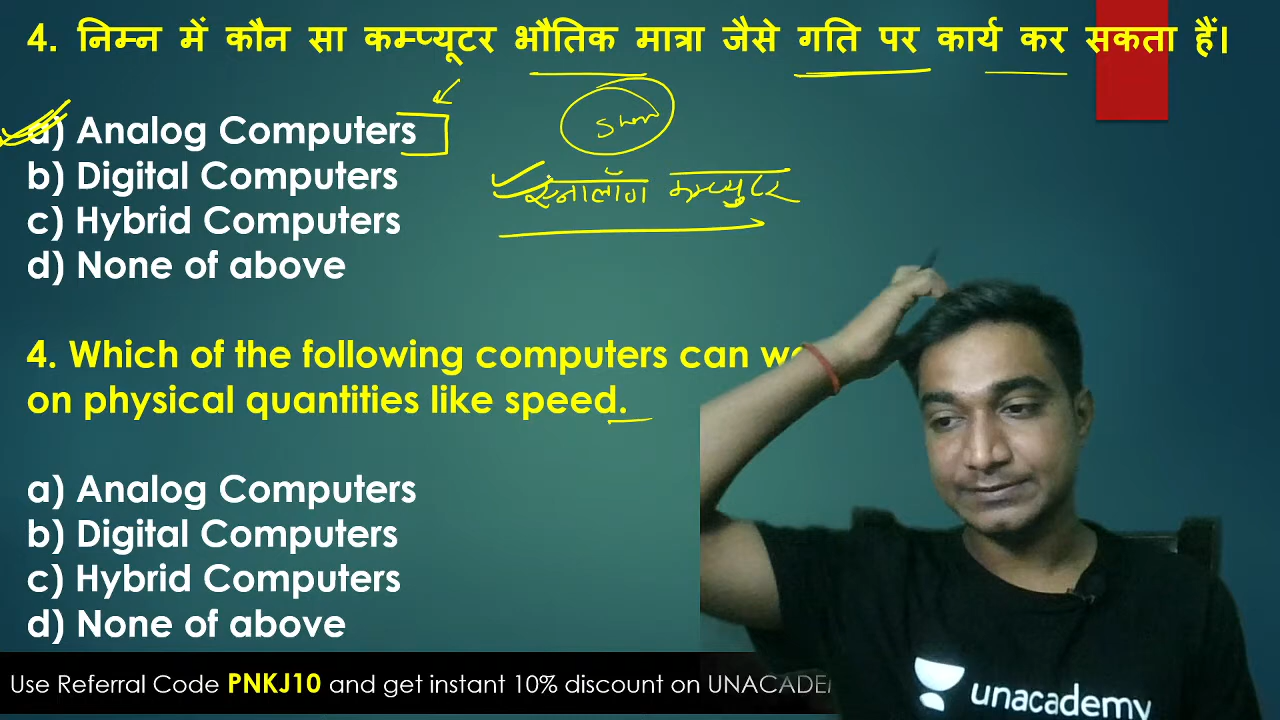 4. निम्न में कौन सा कम्प्यूटर भौतिक मात्रा जैसे गति पर कार्य कर सकता हैं।
a) Analog Computers
b) Digital Computers
c) Hybrid Computers
d) None of above
एनालॉग कम्प्युटर
4. Which of the following computers can wo
on physical quantities like speed.
a) Analog Computers
b) Digital Computers
c) Hybrid Computers
d) None of above
Use Referral Code PNKJ10 and get instant 10% discount on UNACADEM
unacademy